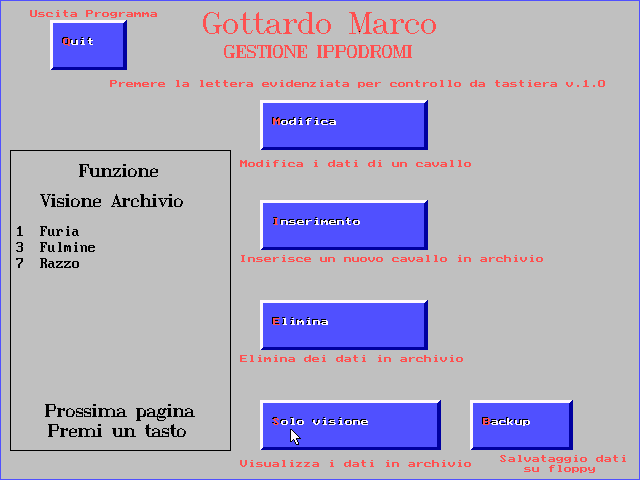 Uscita Programma
Quit
Gottardo Marco
GESTIONE IPPODROMI
Premere la lettera evidenziata per controllo da tastiera v.1.0
Modifica
Modifica i dati di un cavallo
Funzione
Visione Archivio
1 Furia
3 Fulmine
7 Razzo
Prossima pagina
Premi un tasto
Inserimento
Inserisce un nuovo cavallo in archivio
Elimina
Elimina dei dati in archivio
Solo visione
Visualizza i dati in archivio
Backup
Salvataggio dati
su floppy